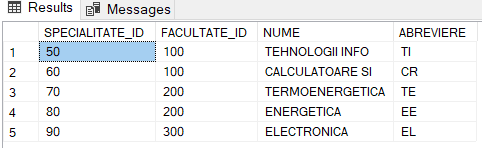 Results Messages
SPECIALITATE_ID FACULTATE_ID NUME ABREVIERE
1 50 100 TEHNOLOGII INFO TI
2 60 100 CALCULATOARE SI CR
3 70 200 TERMOENERGETICA TE
4 80 200 ENERGETICA EE
5 90 300 ELECTRONICA EL